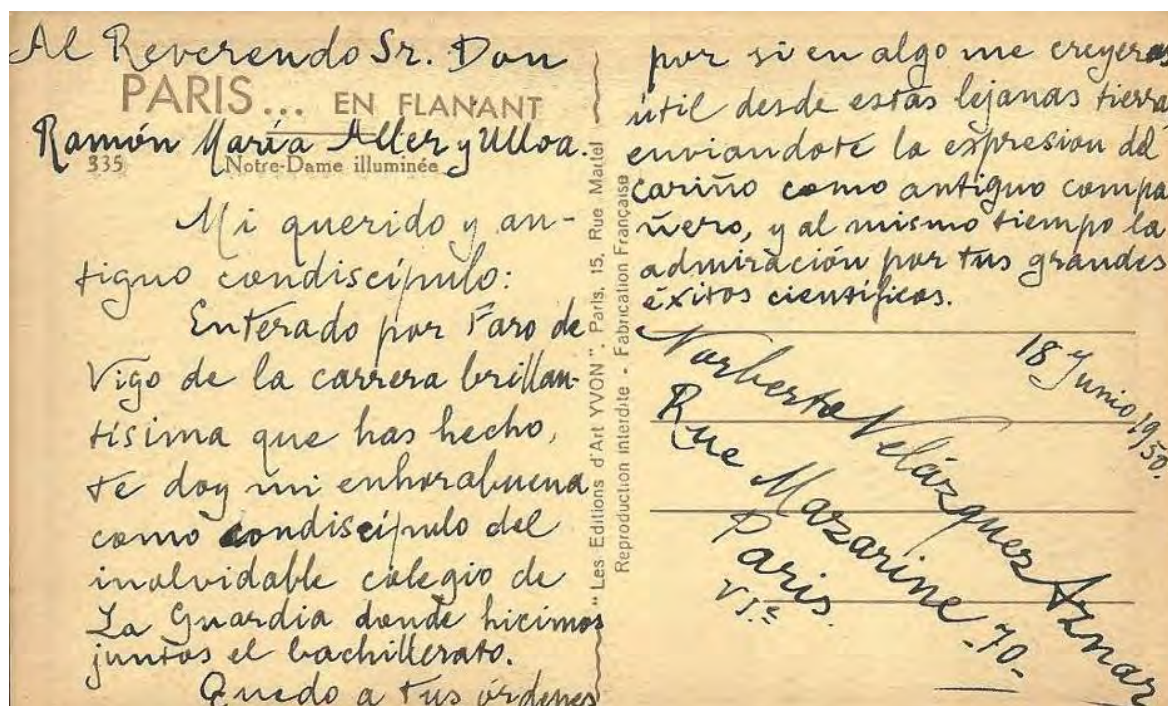 Al Reverendo Sr. Don
PARIS... EN FLANANT
Ramón María Aller y Ulloa.
335 Notre-Dame illuminée
Mi querido y an-
tiguo condiscípulo:
Enterado por Faro de
Vigo de la carrera brillan-
tísima que has hecho,
te doy mi enhorabuena
como condiscípulo del
inolvidable colegio de
La Guardia donde hicimos
juntos el bachillerato.
Quedo a tus órdenes
"Les Editions d'Art YVON", Paris, 15, Rue Martel
Reproduction interdite - Fabrication Française
por si en algo me creyeras
útil desde estas lejanas tierra
enviandote la expresion del
cariño como antiguo compa
ñero, y al mismo tiempo la
admiración por tus grandes
éxitos científicos.
18 Junio 1950.
Norberto Velázquez Aznar
Rue Mazarine -70-
Paris.
VIe